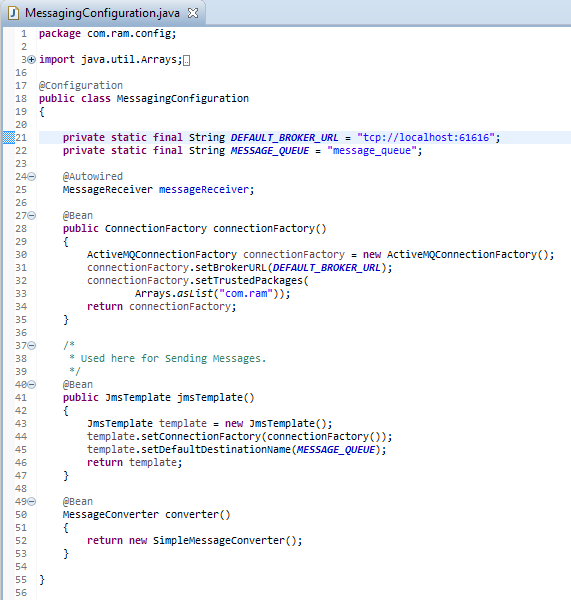 MessagingConfiguration.java
1 package com.ram.config;
2
3 import java.util.Arrays;
16
17 @Configuration
18 public class MessagingConfiguration
19 {
20
21 private static final String DEFAULT_BROKER_URL = "tcp://localhost:61616";
22 private static final String MESSAGE_QUEUE = "message_queue";
23
24 @Autowired
25 MessageReceiver messageReceiver;
26
27 @Bean
28 public ConnectionFactory connectionFactory()
29 {
30 ActiveMQConnectionFactory connectionFactory = new ActiveMQConnectionFactory();
31 connectionFactory.setBrokerURL(DEFAULT_BROKER_URL);
32 connectionFactory.setTrustedPackages(
33 Arrays.asList("com.ram"));
34 return connectionFactory;
35 }
36
37 /*
38 * Used here for Sending Messages.
39 */
40 @Bean
41 public JmsTemplate jmsTemplate()
42 {
43 JmsTemplate template = new JmsTemplate();
44 template.setConnectionFactory(connectionFactory());
45 template.setDefaultDestinationName(MESSAGE_QUEUE);
46 return template;
47 }
48
49 @Bean
50 MessageConverter converter()
51 {
52 return new SimpleMessageConverter();
53 }
54
55 }
56